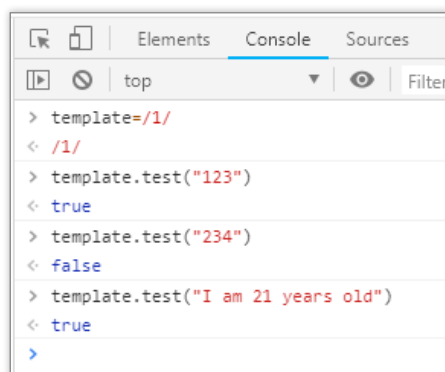 Elements Console Sources
top Filter
> template=/1/
< /1/
> template.test("123")
< true
> template.test("234")
< false
> template.test("I am 21 years old")
< true
>